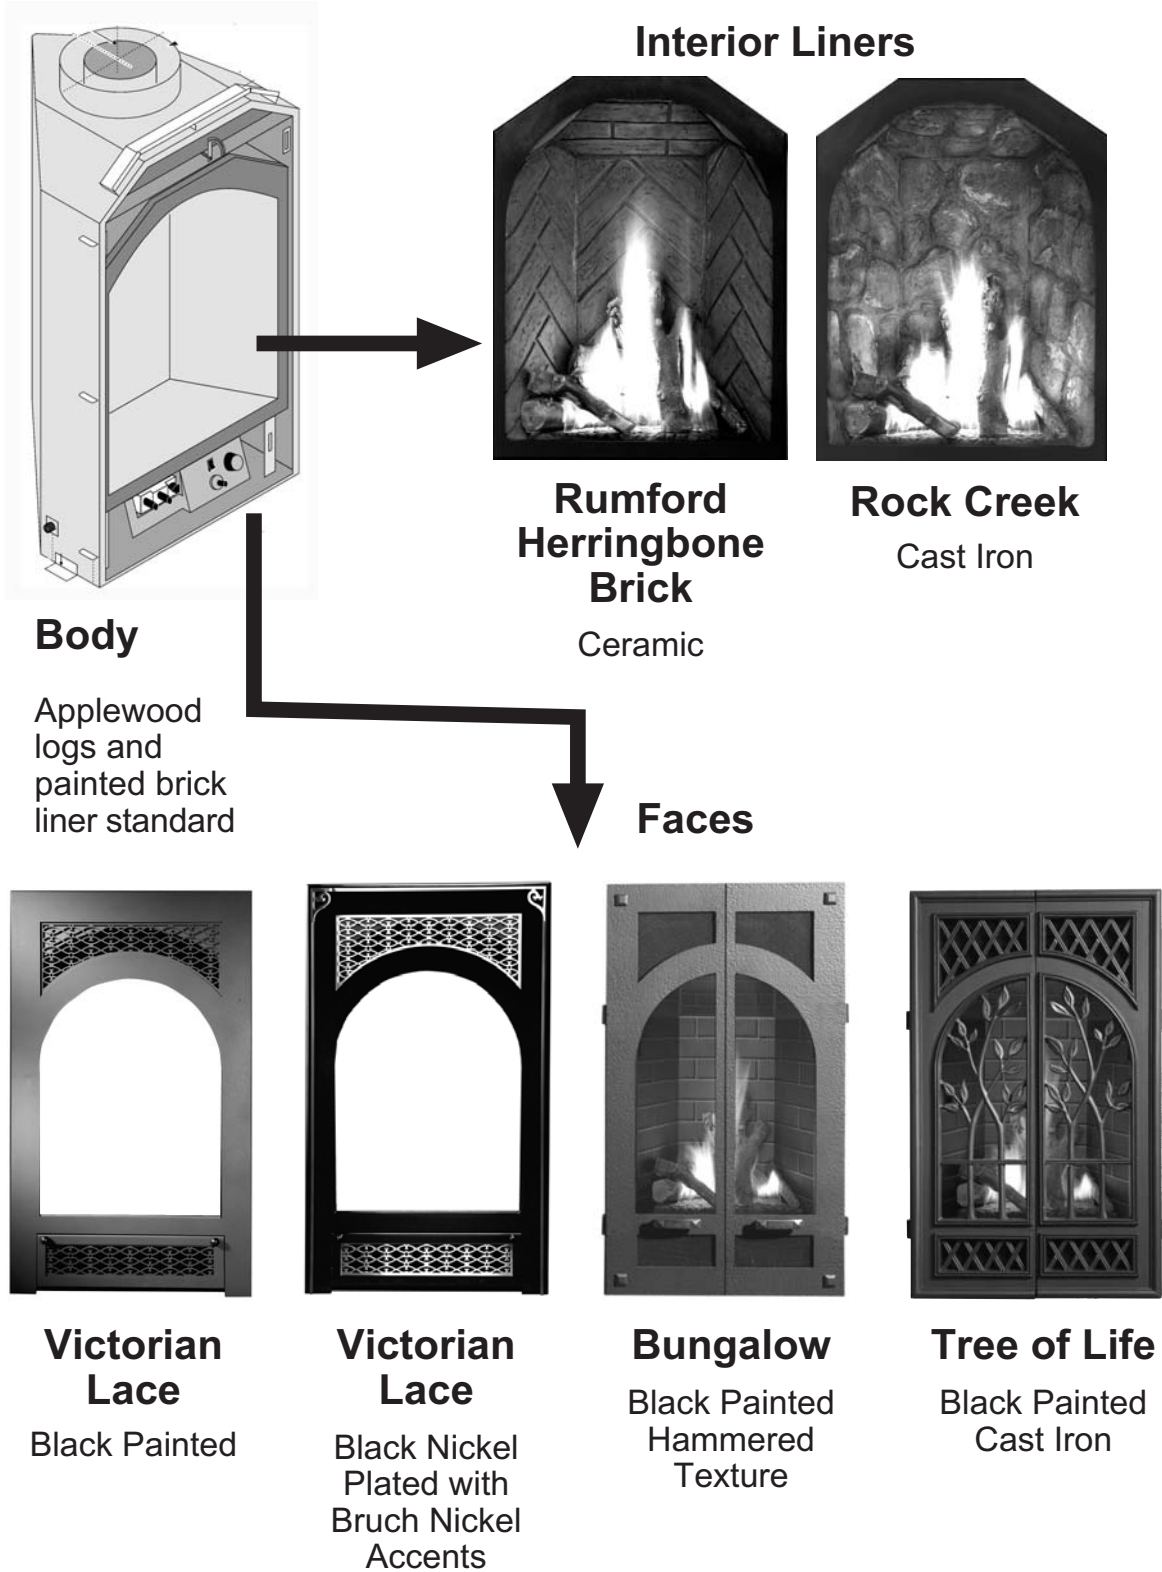 Interior Liners
Rumford
Herringbone
Brick
Ceramic
Rock Creek
Cast Iron
Body
Applewood
logs and
painted brick
liner standard
Faces
Victorian
Lace
Black Painted
Victorian
Lace
Black Nickel
Plated with
Bruch Nickel
Accents
Bungalow
Black Painted
Hammered
Texture
Tree of Life
Black Painted
Cast Iron